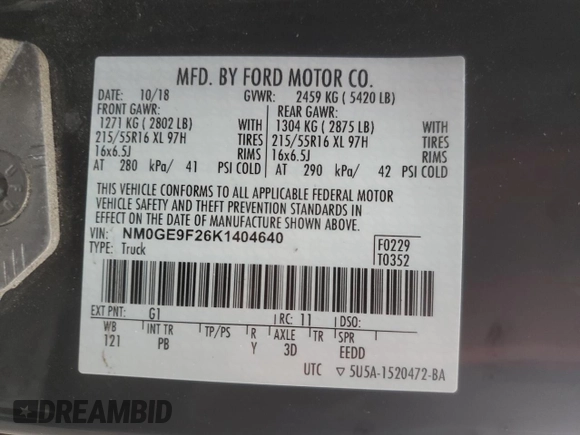 MFD. BY FORD MOTOR CO.
DATE: 10/18 GVWR: 2459 KG ( 5420 LB)
FRONT GAWR: REAR GAWR:
1271 KG ( 2802 LB) WITH 1304 KG ( 2875 LB) WITH
215/55R16 XL 97H TIRES 215/55R16 XL 97H TIRES
16x6.5J RIMS 16x6.5J RIMS
AT 280 kPa/ 41 PSI COLD AT 290 kPa/ 42 PSI COLD
THIS VEHICLE CONFORMS TO ALL APPLICABLE FEDERAL MOTOR
VEHICLE SAFETY AND THEFT PREVENTION STANDARDS IN
EFFECT ON THE DATE OF MANUFACTURE SHOWN ABOVE.
VIN: NM0GE9F26K1404640 F0229
TYPE: Truck T0352
EXT PNT: G1 RC: 11 DSO:
WB INT TR TP/PS R AXLE TR SPR
121 PB Y 3D EEDD
UTC ▽ 5U5A-1520472-BA
DREAMBID